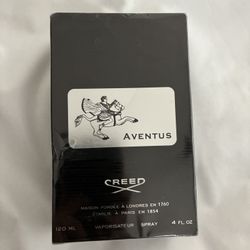 AVENTUS
CREED
MAISON FONDÉE À LONDRES EN 1760
ÉTABLIE À PARIS EN 1854
120 ML VAPORISATEUR SPRAY 4 FL. OZ